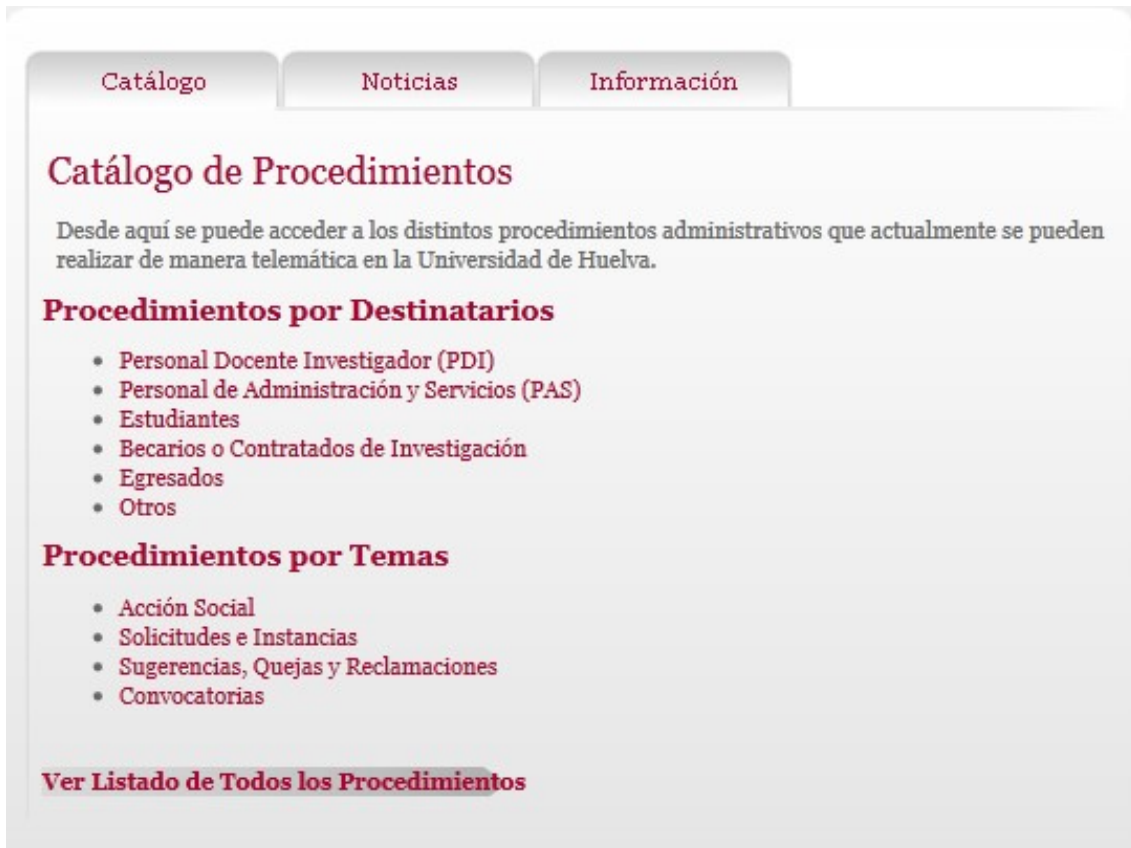 Catálogo Noticias Información
Catálogo de Procedimientos
Desde aquí se puede acceder a los distintos procedimientos administrativos que actualmente se pueden
realizar de manera telemática en la Universidad de Huelva.
Procedimientos por Destinatarios
Personal Docente Investigador (PDI)
Personal de Administración y Servicios (PAS)
Estudiantes
Becarios o Contratados de Investigación
Egresados
Otros
Procedimientos por Temas
Acción Social
Solicitudes e Instancias
Sugerencias, Quejas y Reclamaciones
Convocatorias
Ver Listado de Todos los Procedimientos